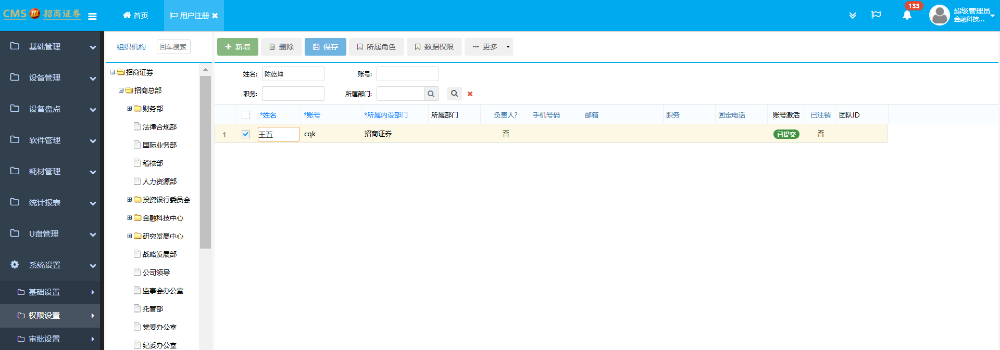 CMS 招商证券
首页
用户注册
133
超级管理员
金融科技...
基础管理
设备管理
设备盘点
软件管理
耗材管理
统计报表
U盘管理
系统设置
基础设置
权限设置
审批设置
组织机构
回车搜索
招商证券
招商总部
财务部
法律合规部
国际业务部
稽核部
人力资源部
投资银行委员会
金融科技中心
研究发展中心
战略发展部
公司领导
监事会办公室
托管部
党委办公室
纪委办公室
新增 删除 保存 所属角色 数据权限 更多
姓名: 陈乾坤 账号:
职务: 所属部门:
*姓名 *账号 *所属内设部门 所属部门 负责人? 手机号码 邮箱 职务 固定电话 账号激活 已注销 团队ID
1 王五 cqk 招商证券 否 已提交 否